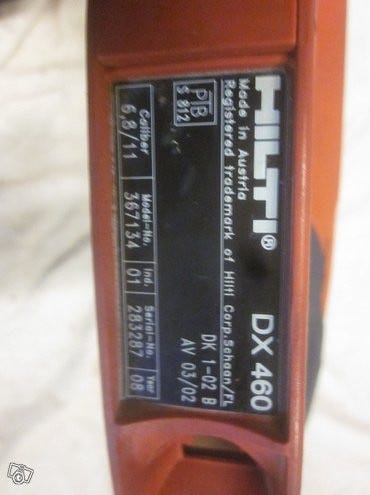 HILTI® DX 460
Made in Austria
Registered trademark of Hilti Corp.Schaan/FL
PTB
S 812
DK 1-02 B
AV 03/02
Caliber Model-No. Ind. Serial-No. Year
6,8/11 367134 01 283287 08